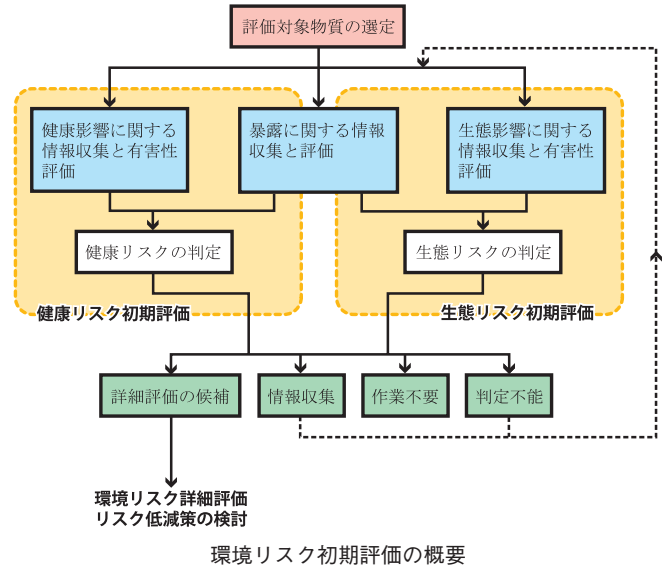 評価対象物質の選定
健康影響に関する
情報収集と有害性
評価
暴露に関する情報
収集と評価
生態影響に関する
情報収集と有害性
評価
健康リスクの判定
生態リスクの判定
健康リスク初期評価
生態リスク初期評価
詳細評価の候補
情報収集
作業不要
判定不能
環境リスク詳細評価
リスク低減策の検討
環境リスク初期評価の概要